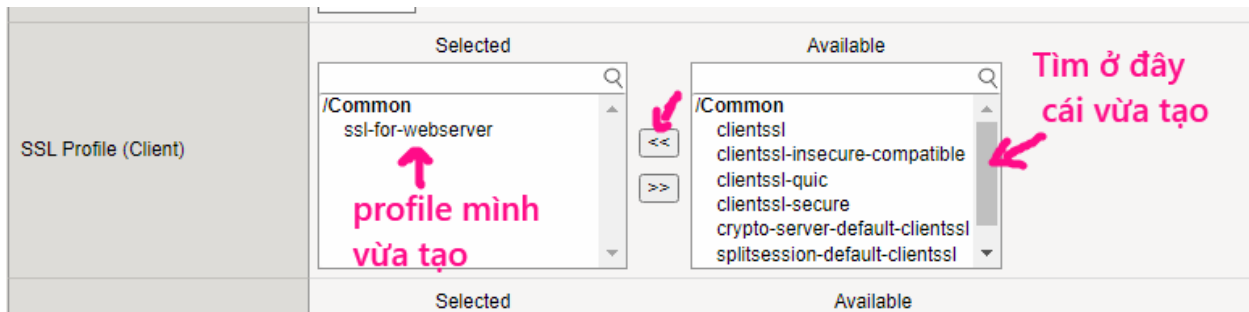 Selected
Available
Tìm ở đây
cái vừa tạo
SSL Profile (Client)
/Common
ssl-for-webserver
profile mình
vừa tạo
<<
>>
/Common
clientssl
clientssl-insecure-compatible
clientssl-quic
clientssl-secure
crypto-server-default-clientssl
splitsession-default-clientssl
Selected
Available